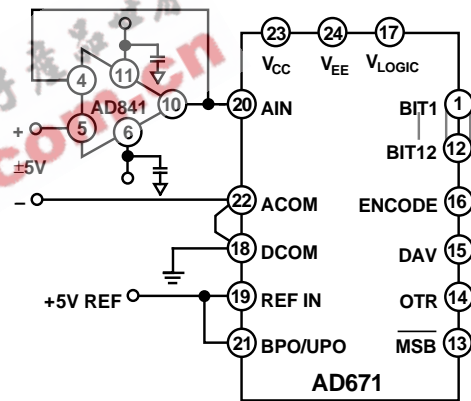 23
24
17
VCC
VEE
VLOGIC
4
11
AD841
10
20
AIN
BIT1
1
+
5
6
±5V
BIT12
12
–
22
ACOM
ENCODE
16
18
DCOM
DAV
15
+5V REF
19
REF IN
OTR
14
21
BPO/UPO
MSB
13
AD671
com.cn